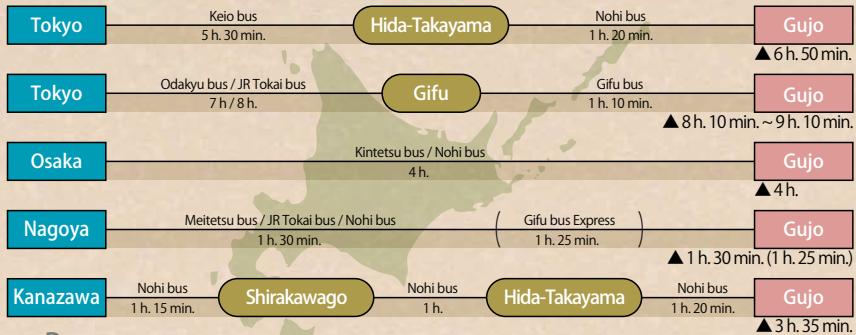 Tokyo Keio bus Hida-Takayama Nohi bus Gujo
5 h. 30 min. 1 h. 20 min.
▲ 6 h. 50 min.
Tokyo Odakyu bus / JR Tokai bus Gifu Gifu bus Gujo
7 h / 8 h. 1 h. 10 min.
▲ 8 h. 10 min. ~ 9 h. 10 min.
Osaka Kintetsu bus / Nohi bus Gujo
4 h.
▲ 4 h.
Nagoya Meitetsu bus / JR Tokai bus / Nohi bus ( Gifu bus Express ) Gujo
1 h. 30 min. 1 h. 25 min.
▲ 1 h. 30 min. (1 h. 25 min.)
Kanazawa Nohi bus Shirakawago Nohi bus Hida-Takayama Nohi bus Gujo
1 h. 15 min. 1 h. 1 h. 20 min.
▲ 3 h. 35 min.